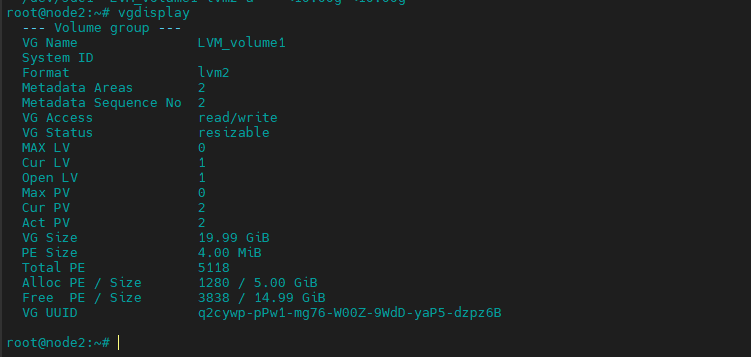 root@node2:~# vgdisplay
--- Volume group ---
VG Name LVM_volume1
System ID
Format lvm2
Metadata Areas 2
Metadata Sequence No 2
VG Access read/write
VG Status resizable
MAX LV 0
Cur LV 1
Open LV 1
Max PV 0
Cur PV 2
Act PV 2
VG Size 19.99 GiB
PE Size 4.00 MiB
Total PE 5118
Alloc PE / Size 1280 / 5.00 GiB
Free PE / Size 3838 / 14.99 GiB
VG UUID q2cywp-pPw1-mg76-W00Z-9WdD-yaP5-dzpz6B
root@node2:~#